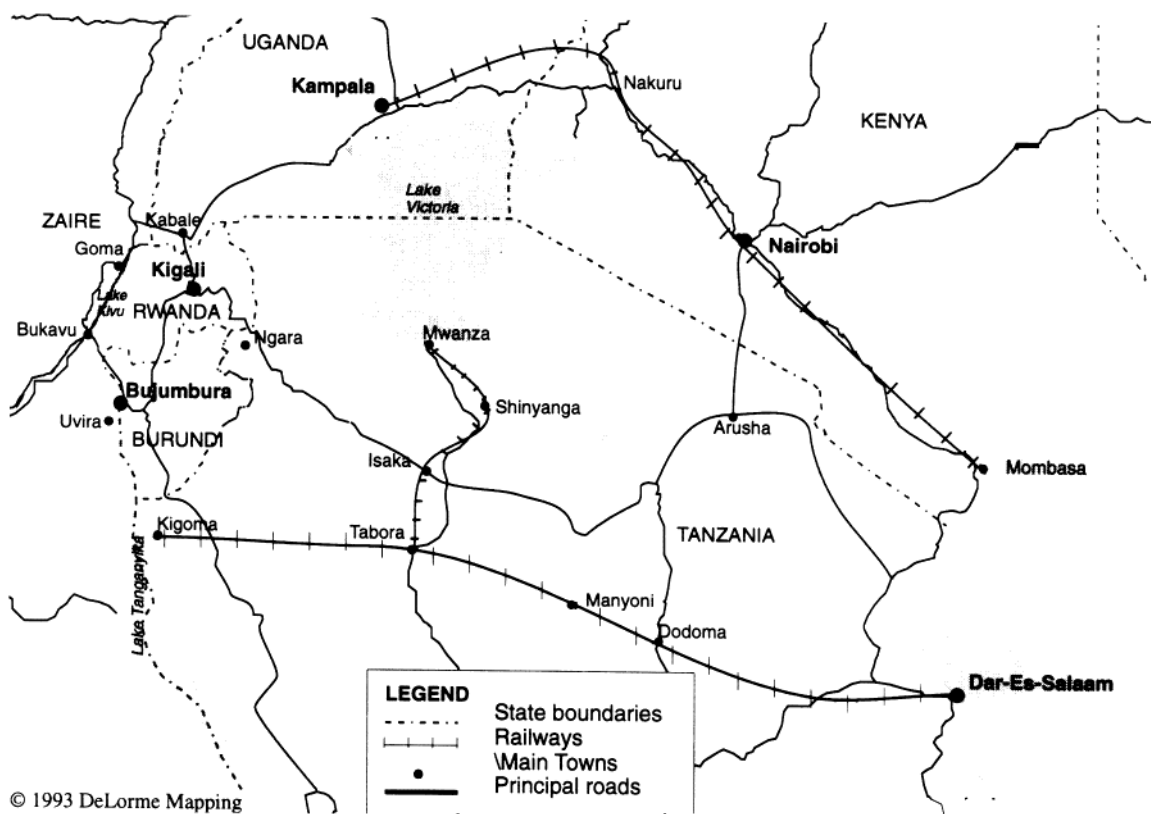 UGANDA
Kampala
Nakuru
KENYA
Lake
Victoria
ZAIRE
Kabale
Goma
Nairobi
Kigali
Lake
Kivu
RWANDA
Bukavu
Ngara
Mwanza
Bujumbura
Shinyanga
Uvira
BURUNDI
Arusha
Isaka
Mombasa
Kigoma
Tabora
TANZANIA
Lake Tanganyika
Manyoni
Dodoma
Dar-Es-Salaam
LEGEND
State boundaries
Railways
\Main Towns
Principal roads
© 1993 DeLorme Mapping